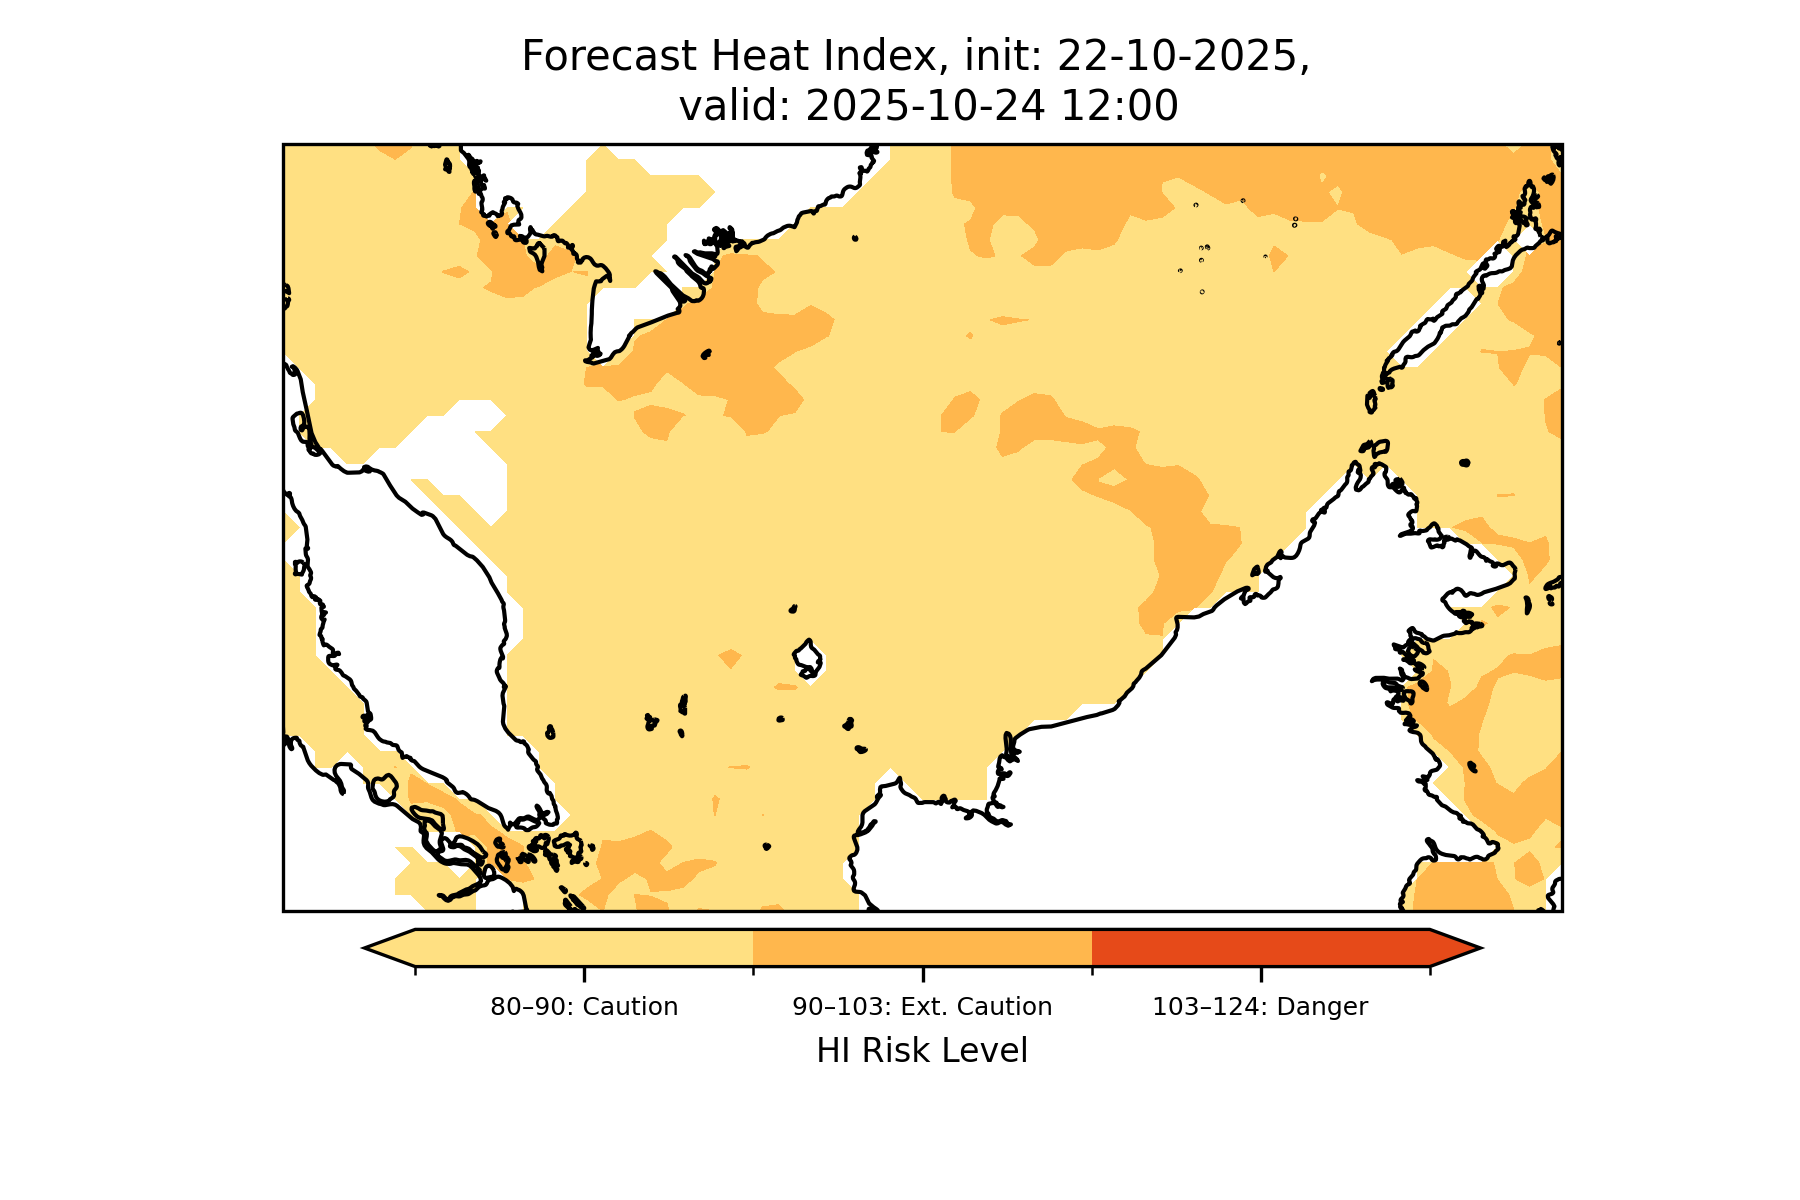 Forecast Heat Index, init: 22-10-2025,
valid: 2025-10-24 12:00
80–90: Caution
90–103: Ext. Caution
103–124: Danger
HI Risk Level